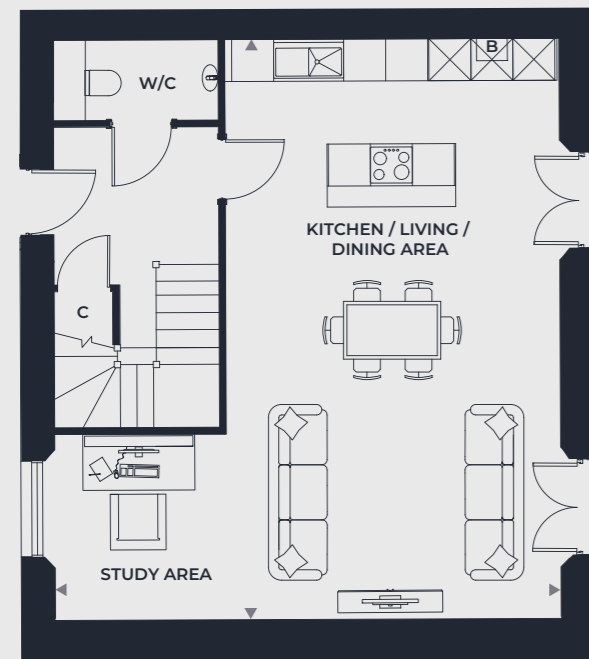 B
W/C
KITCHEN / LIVING /
DINING AREA
C
STUDY AREA